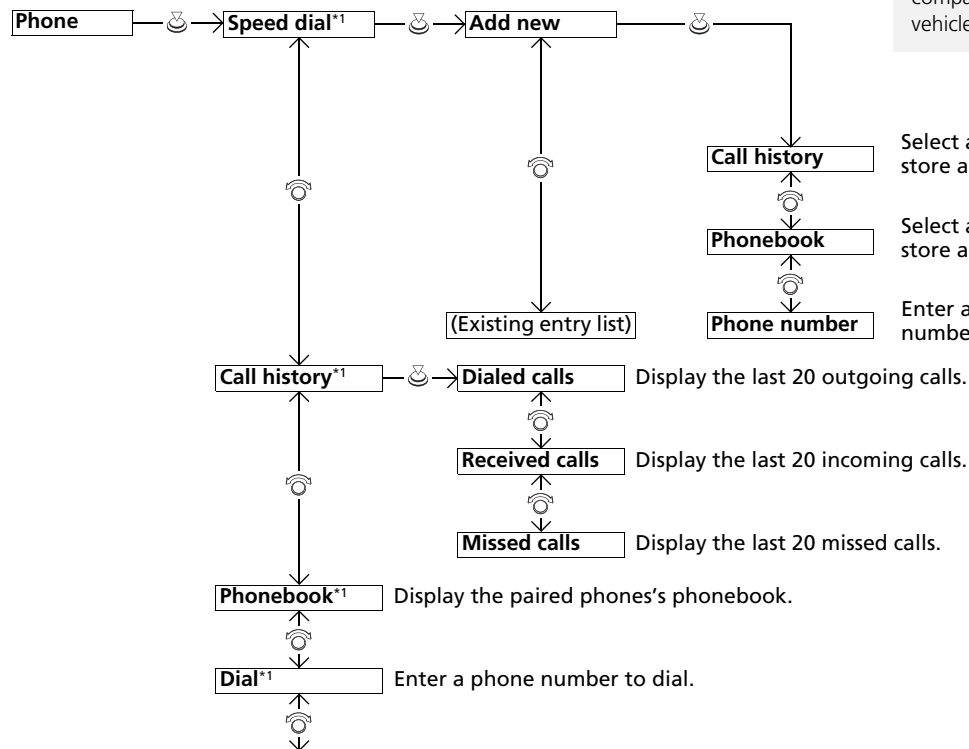 vehicle
Phone
Speed dial*1
Add new
Call history
Select a
store a
Phonebook
Select a
store a
(Existing entry list)
Phone number
Enter a
numbe
Call history*1
Dialed calls
Display the last 20 outgoing calls.
Received calls
Display the last 20 incoming calls.
Missed calls
Display the last 20 missed calls.
Phonebook*1
Display the paired phones's phonebook.
Dial*1
Enter a phone number to dial.